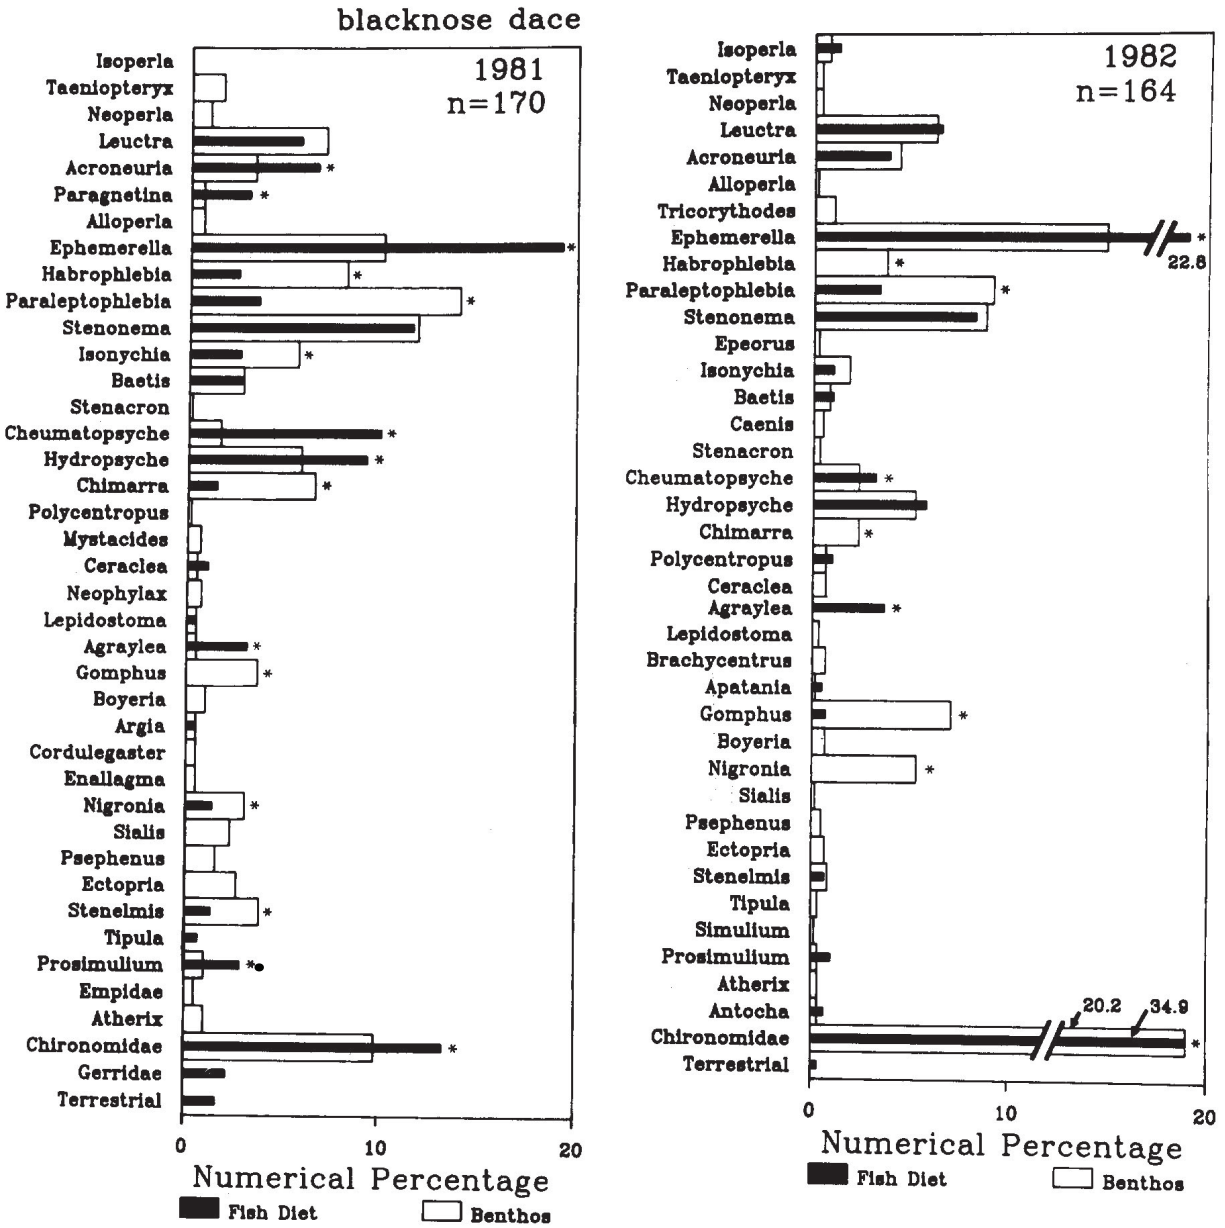 blacknose dace
1981
n=170
Isoperla
Taeniopteryx
Neoperla
Leuctra
Acroneuria *
Paragnetina *
Alloperla
Ephemerella *
Habrophlebia *
Paraleptophlebia *
Stenonema
Isonychia *
Baetis
Stenacron
Cheumatopsyche *
Hydropsyche *
Chimarra *
Polycentropus
Mystacides
Ceraclea
Neophylax
Lepidostoma
Agraylea *
Gomphus *
Boyeria
Argia
Cordulegaster
Enallagma
Nigronia *
Sialis
Psephenus
Ectopria
Stenelmis *
Tipula
Prosimulium *
Empidae
Atherix
Chironomidae *
Gerridae
Terrestrial
0 10 20
Numerical Percentage
Fish Diet Benthos
1982
n=164
Isoperla
Taeniopteryx
Neoperla
Leuctra
Acroneuria
Alloperla
Tricorythodes
Ephemerella *
22.8
Habrophlebia *
Paraleptophlebia *
Stenonema
Epeorus
Isonychia
Baetis
Caenis
Stenacron
Cheumatopsyche *
Hydropsyche
Chimarra *
Polycentropus
Ceraclea
Agraylea *
Lepidostoma
Brachycentrus
Apatania
Gomphus *
Boyeria
Nigronia *
Sialis
Psephenus
Ectopria
Stenelmis
Tipula
Simulium
Prosimulium
Atherix
Antocha
20.2 34.9
Chironomidae *
Terrestrial
0 10 20
Numerical Percentage
Fish Diet Benthos